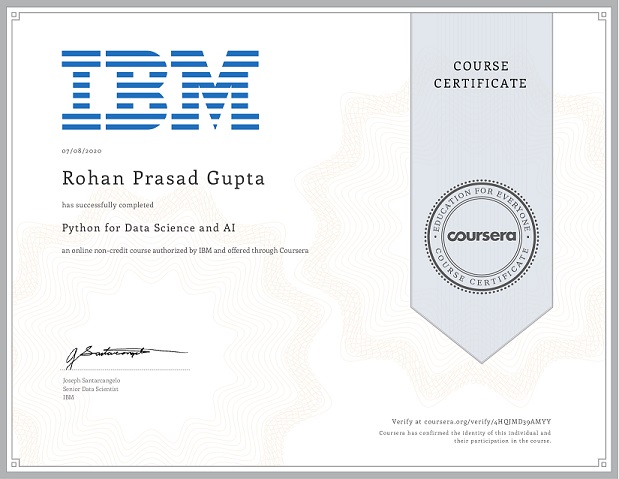 IBM
07/08/2020
Rohan Prasad Gupta
has successfully completed
Python for Data Science and AI
an online non-credit course authorized by IBM and offered through Coursera
J. Santarcangelo
Joseph Santarcangelo
Senior Data Scientist
IBM
COURSE
CERTIFICATE
EDUCATION FOR EVERYONE
coursera
COURSE CERTIFICATE
Verify at coursera.org/verify/4HQJMD39AMYY
Coursera has confirmed the identity of this individual and
their participation in the course.